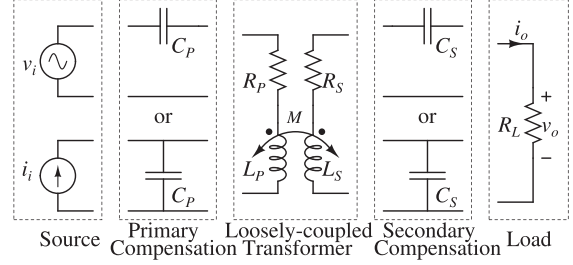 C_P
C_S
i_o
v_i
R_P
R_S
+
or
M
or
R_L
v_o
−
i_i
L_P
L_S
C_P
C_S
Source
Primary Compensation
Loosely-coupled Transformer
Secondary Compensation
Load